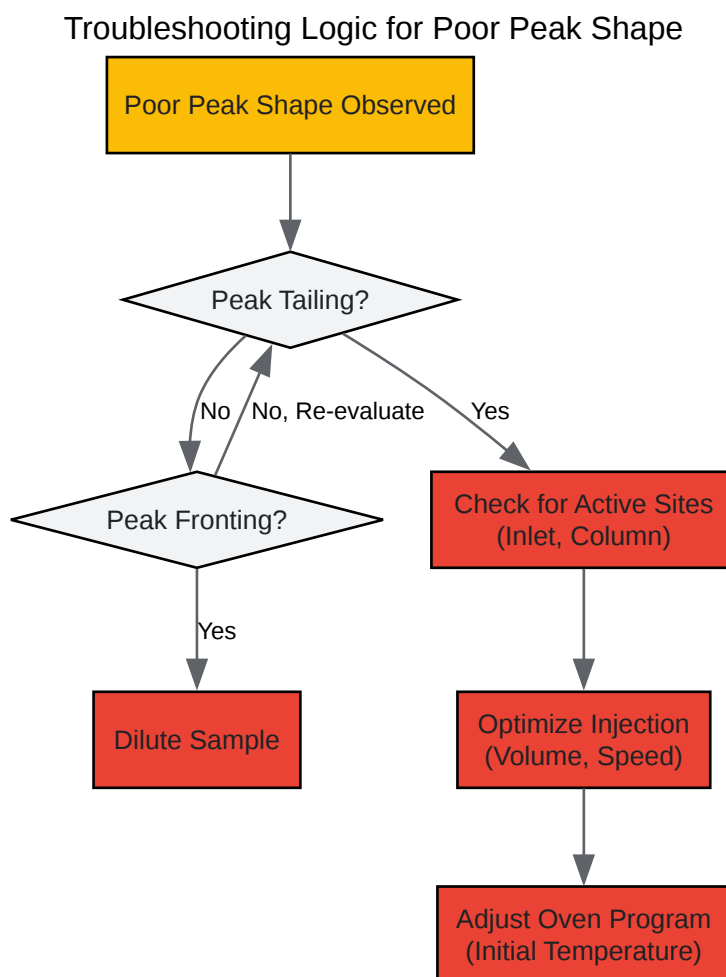 Troubleshooting Logic for Poor Peak Shape
Poor Peak Shape Observed
Peak Tailing?
No
No, Re-evaluate
Yes
Peak Fronting?
Check for Active Sites
(Inlet, Column)
Yes
Dilute Sample
Optimize Injection
(Volume, Speed)
Adjust Oven Program
(Initial Temperature)